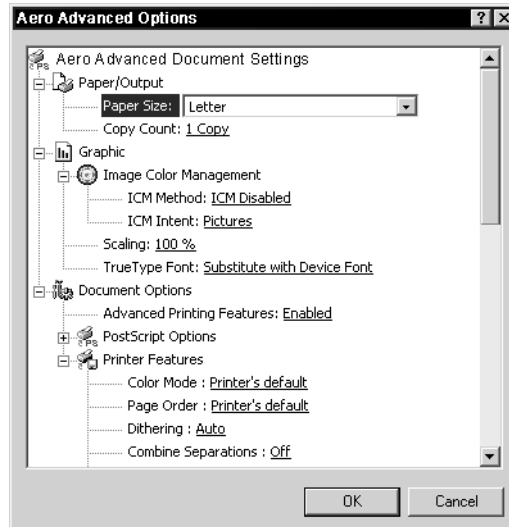 Aero Advanced Options
Aero Advanced Document Settings
Paper/Output
Paper Size: Letter
Copy Count: 1 Copy
Graphic
Image Color Management
ICM Method: ICM Disabled
ICM Intent: Pictures
Scaling: 100 %
TrueType Font: Substitute with Device Font
Document Options
Advanced Printing Features: Enabled
PostScript Options
Printer Features
Color Mode : Printer's default
Page Order : Printer's default
Dithering : Auto
Combine Separations : Off
OK Cancel